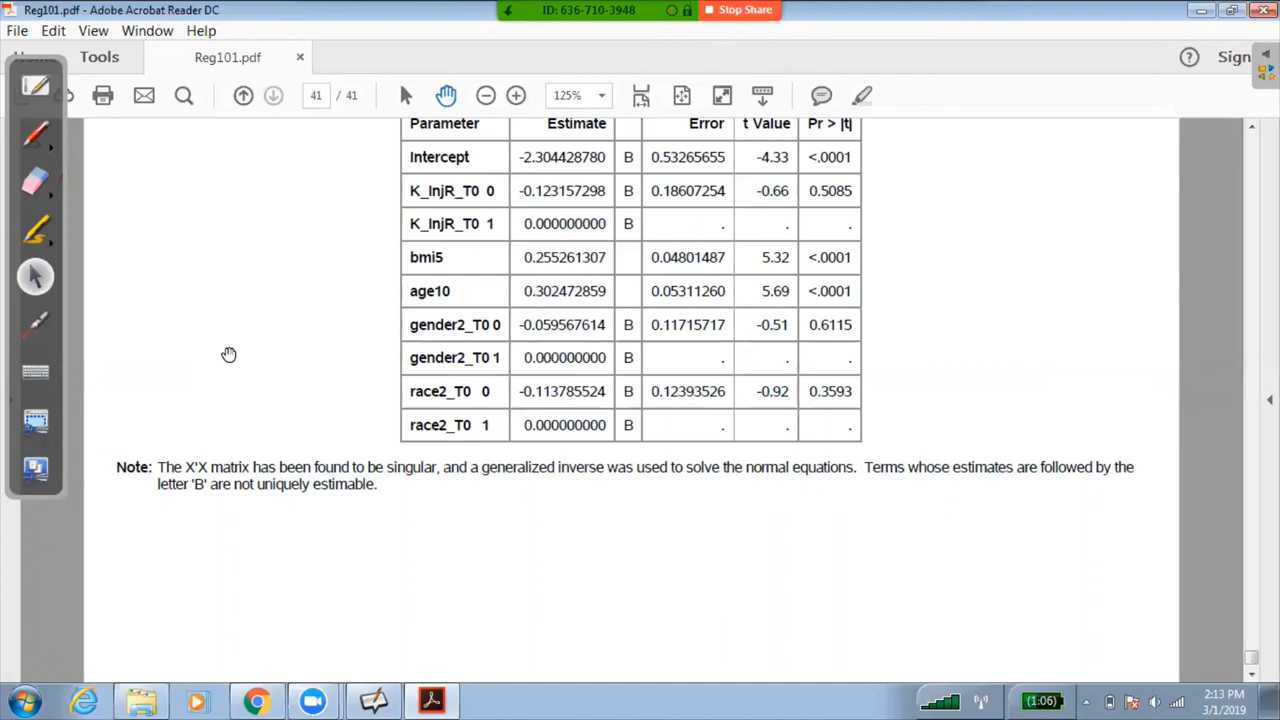 Reg101.pdf - Adobe Acrobat Reader DC
ID: 636-710-3948
Stop Share
File Edit View Window Help
Tools
Reg101.pdf ×
Sign
41 / 41
125%
Parameter Estimate Error t Value Pr > |t|
Intercept -2.304428780 B 0.53265655 -4.33 <.0001
K_InjR_T0 0 -0.123157298 B 0.18607254 -0.66 0.5085
K_InjR_T0 1 0.000000000 B . . .
bmi5 0.255261307 0.04801487 5.32 <.0001
age10 0.302472859 0.05311260 5.69 <.0001
gender2_T0 0 -0.059567614 B 0.11715717 -0.51 0.6115
gender2_T0 1 0.000000000 B . . .
race2_T0 0 -0.113785524 B 0.12393526 -0.92 0.3593
race2_T0 1 0.000000000 B . . .
Note: The X'X matrix has been found to be singular, and a generalized inverse was used to solve the normal equations. Terms whose estimates are followed by the
letter 'B' are not uniquely estimable.
(1:06)
2:13 PM
3/1/2019